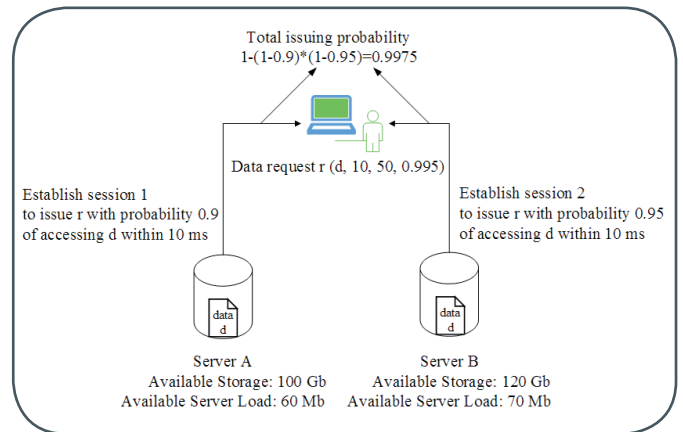 Total issuing probability
1-(1-0.9)*(1-0.95)=0.9975
Data request r (d, 10, 50, 0.995)
Establish session 1
to issue r with probability 0.9
of accessing d within 10 ms
Establish session 2
to issue r with probability 0.95
of accessing d within 10 ms
data
d
data
d
Server A
Available Storage: 100 Gb
Available Server Load: 60 Mb
Server B
Available Storage: 120 Gb
Available Server Load: 70 Mb